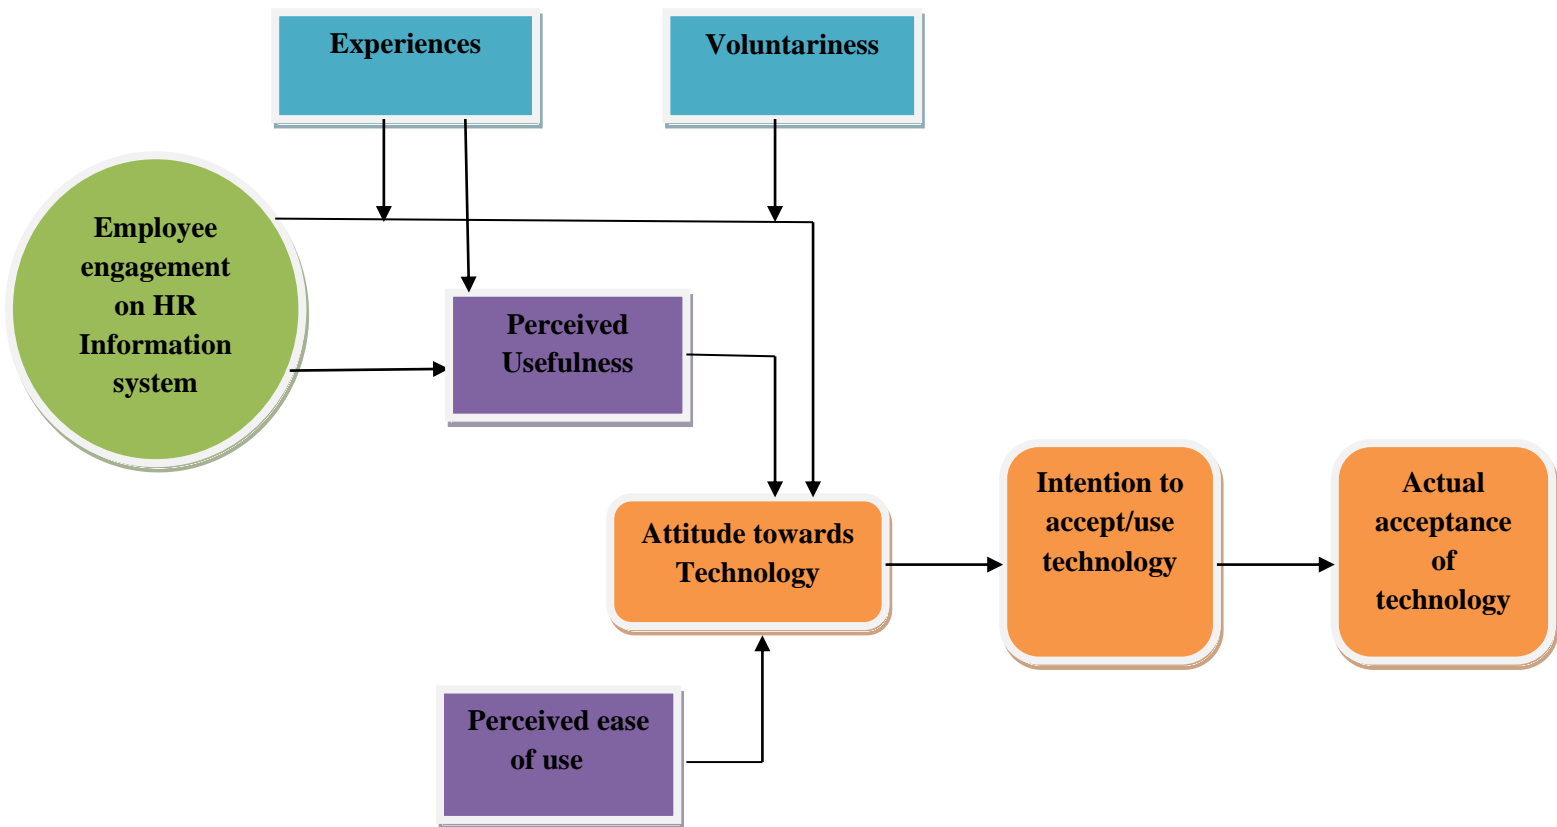 Experiences
Voluntariness
Employee
engagement
on HR
Information
system
Perceived
Usefulness
Attitude towards
Technology
Intention to
accept/use
technology
Actual
acceptance
of
technology
Perceived ease
of use